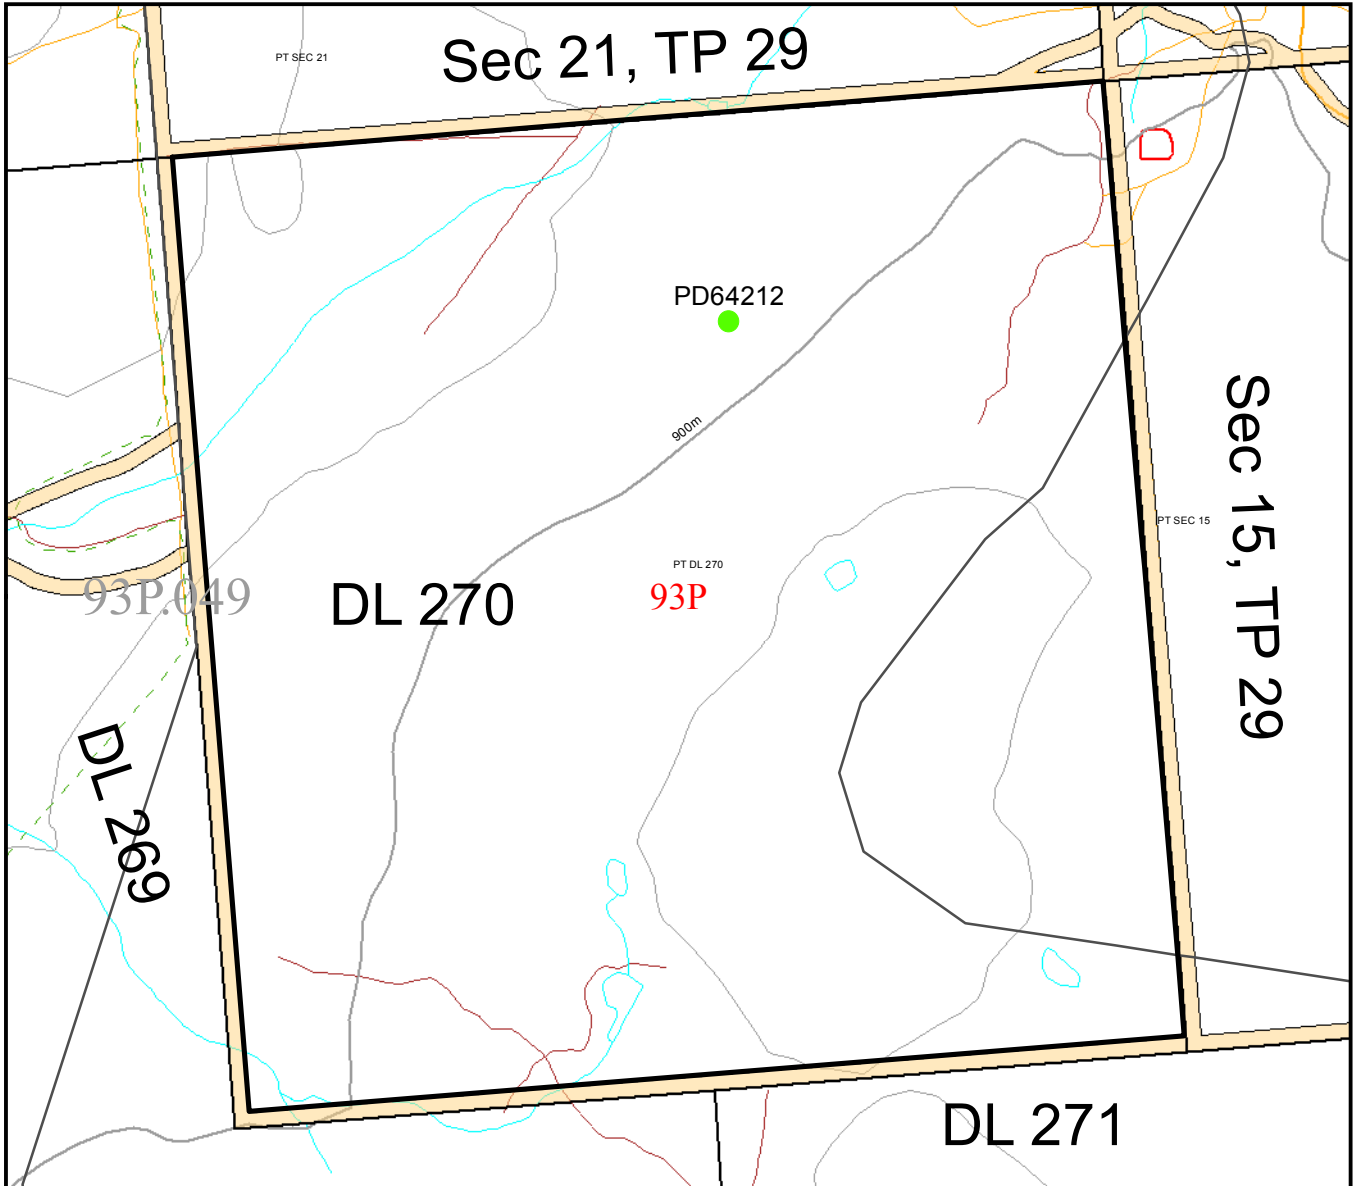 Sec 21, TP 29
PT SEC 21
PD64212
900m
Sec 15, TP 29
PT SEC 15
PT DL 270
93P
DL 270
93P.049
DL 269
DL 271